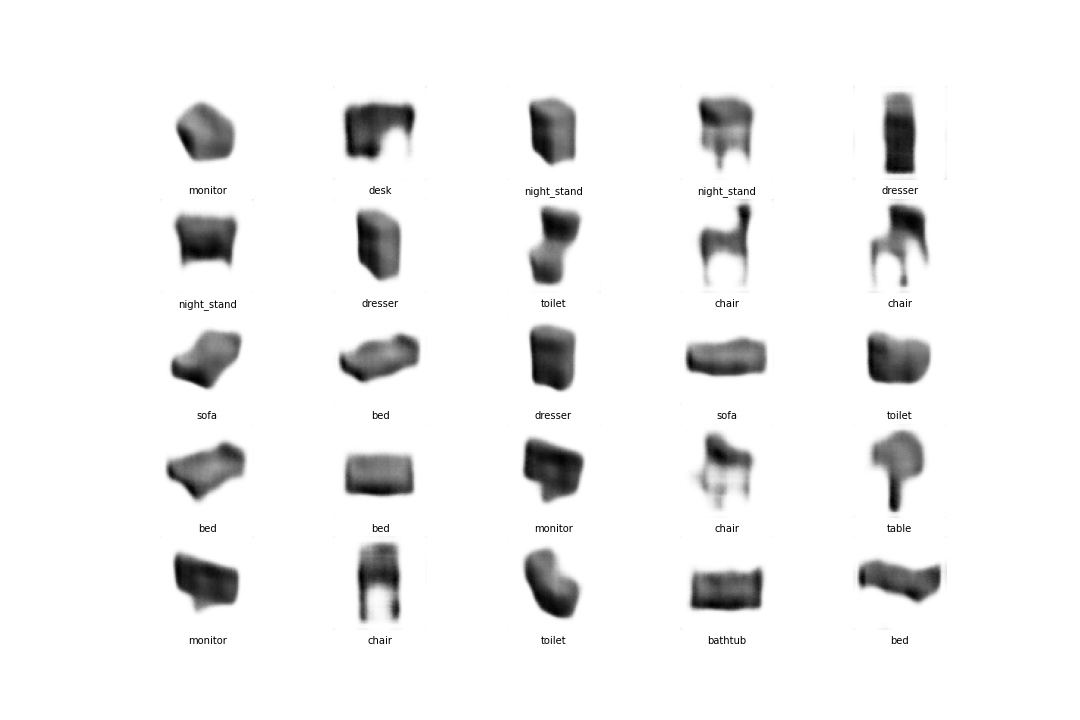 monitor desk night_stand night_stand dresser
night_stand dresser toilet chair chair
sofa bed dresser sofa toilet
bed bed monitor chair table
monitor chair toilet bathtub bed